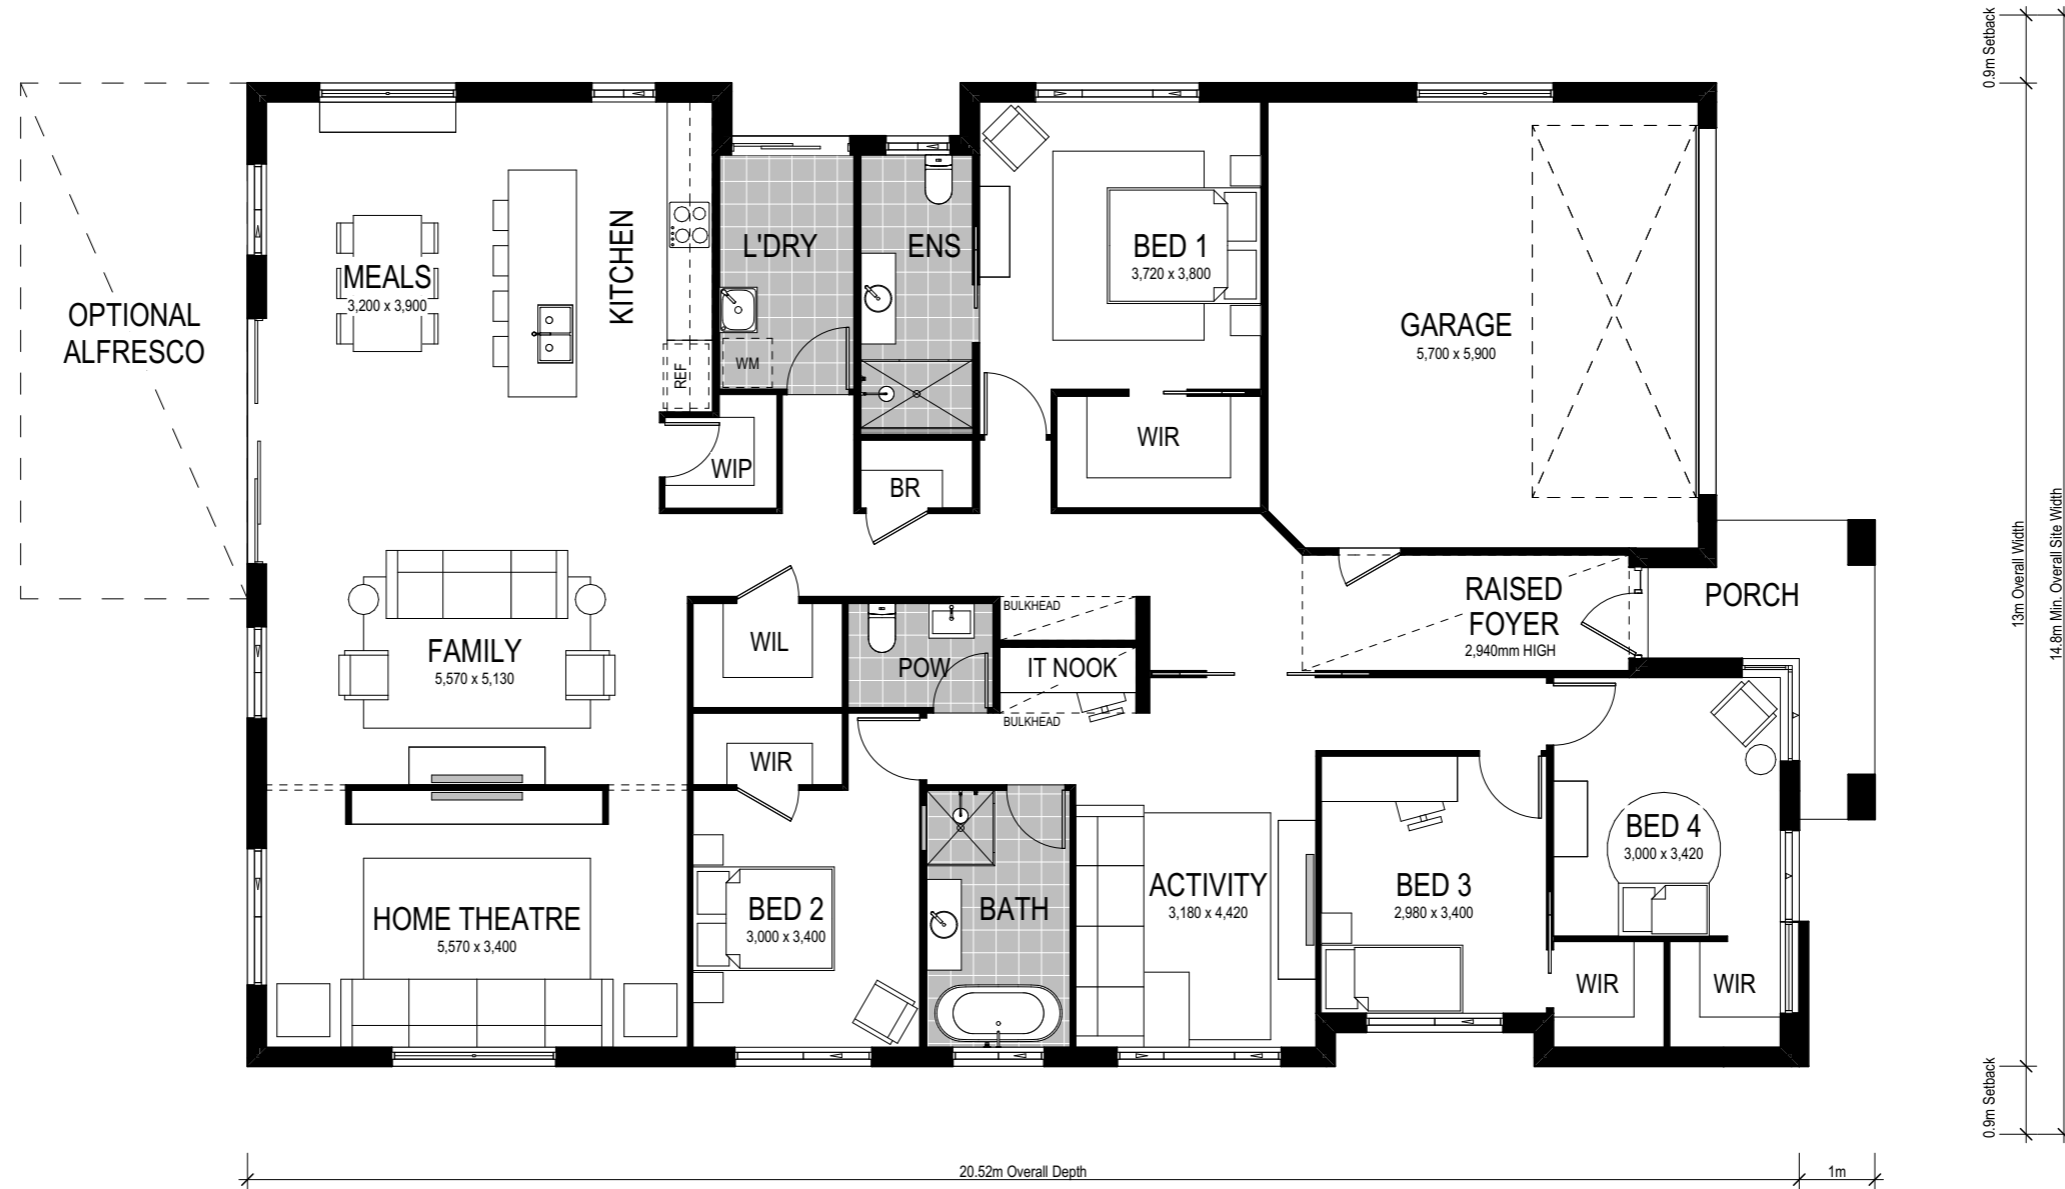 0.9m Setback
OPTIONAL
ALFRESCO
MEALS
3,200 x 3,900
KITCHEN
REF
L'DRY
WM
ENS
BED 1
3,720 x 3,800
GARAGE
5,700 x 5,900
WIP
BR
WIR
13m Overall Width
14.8m Min. Overall Site Width
FAMILY
5,570 x 5,130
WIL
POW
BULKHEAD
IT NOOK
BULKHEAD
RAISED
FOYER
2,940mm HIGH
PORCH
WIR
HOME THEATRE
5,570 x 3,400
BED 2
3,000 x 3,400
BATH
ACTIVITY
3,180 x 4,420
BED 3
2,980 x 3,400
BED 4
3,000 x 3,420
WIR
WIR
0.9m Setback
20.52m Overall Depth
1m